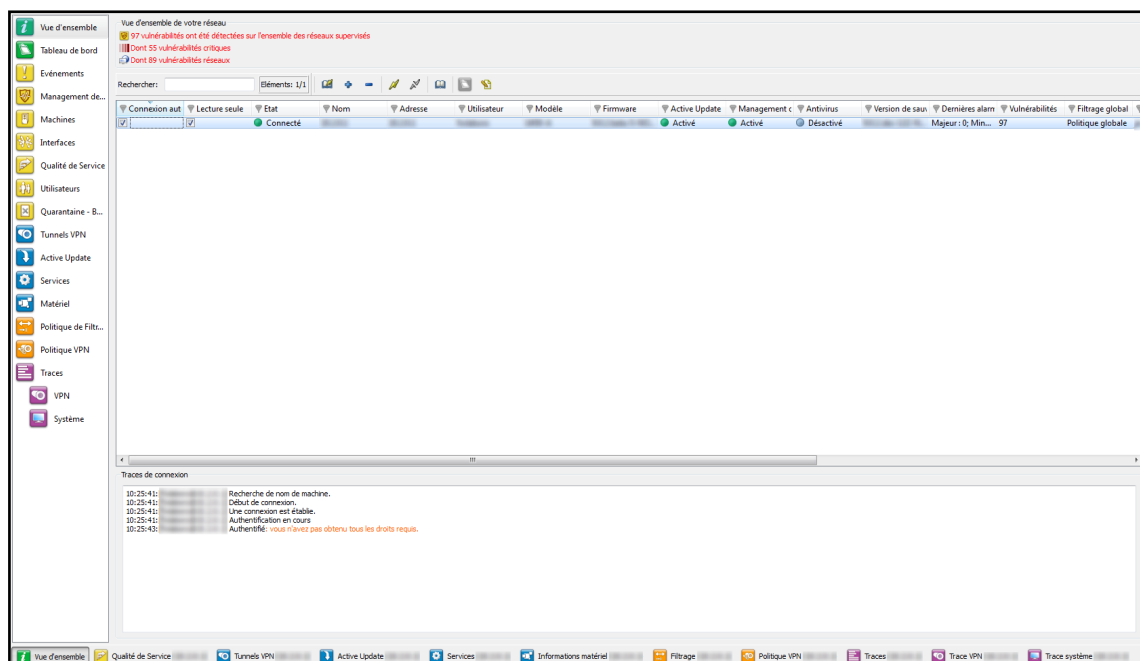 Vue d'ensemble
Tableau de bord
Evénements
Management de...
Machines
Interfaces
Qualité de Service
Utilisateurs
Quarantaine - B...
Tunnels VPN
Active Update
Services
Matériel
Politique de Filtr...
Politique VPN
Traces
VPN
Système
Vue d'ensemble de votre réseau
97 vulnérabilités ont été détectées sur l'ensemble des réseaux supervisés
Dont 55 vulnérabilités critiques
Dont 89 vulnérabilités réseaux
Rechercher: Eléments: 1/1
Connexion aut Lecture seule Etat Nom Adresse Utilisateur Modèle Firmware Active Update Management c Antivirus Version de sauv Dernières alarn Vulnérabilités Filtrage global
Connecté Activé Activé Désactivé Majeur : 0; Min... 97 Politique globale
Traces de connexion
10:25:41: Recherche de nom de machine.
10:25:41: Début de connexion.
10:25:41: Une connexion est établie.
10:25:41: Authentification en cours
10:25:43: Authentifié: vous n'avez pas obtenu tous les droits requis.
Vue d'ensemble Qualité de Service Tunnels VPN Active Update Services Informations matériel Filtrage Politique VPN Traces Trace VPN Trace système